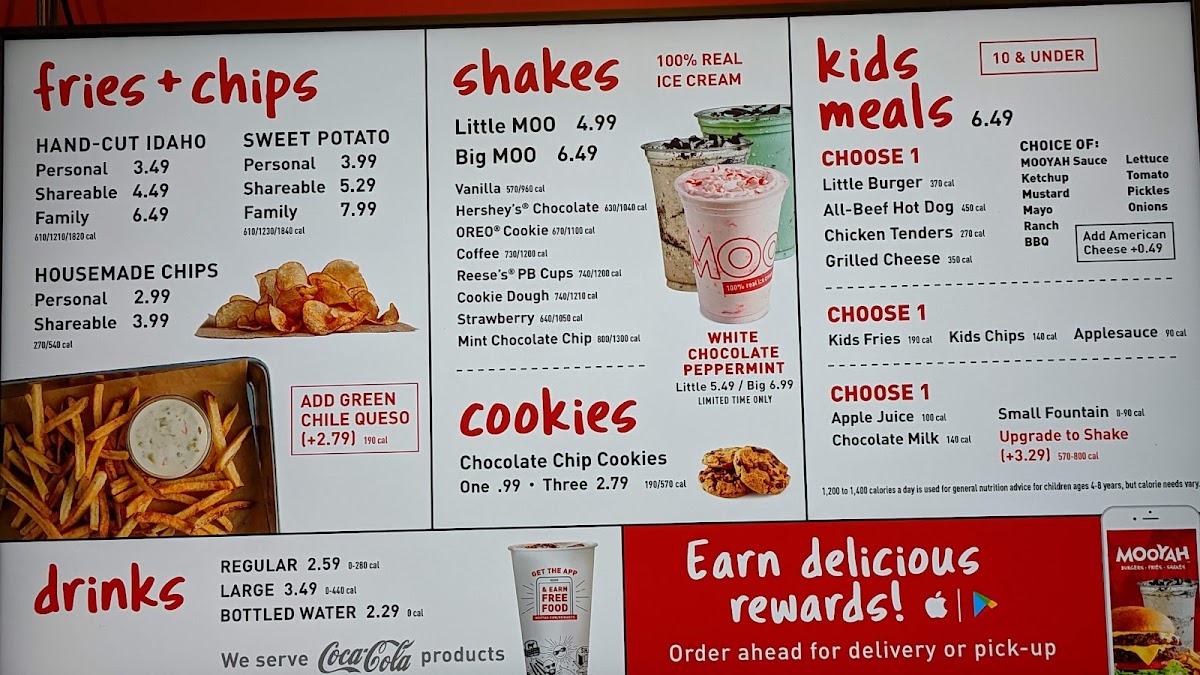 fries + chips
HAND-CUT IDAHO
Personal 3.49
Shareable 4.49
Family 6.49
610/1210/1820 cal
SWEET POTATO
Personal 3.99
Shareable 5.29
Family 7.99
610/1230/1840 cal
HOUSEMADE CHIPS
Personal 2.99
Shareable 3.99
270/540 cal
ADD GREEN
CHILE QUESO
(+2.79) 190 cal
shakes
100% REAL
ICE CREAM
Little MOO 4.99
Big MOO 6.49
Vanilla 570/960 cal
Hershey's® Chocolate 630/1040 cal
OREO® Cookie 670/1100 cal
Coffee 730/1200 cal
Reese's® PB Cups 740/1200 cal
Cookie Dough 740/1210 cal
Strawberry 640/1050 cal
Mint Chocolate Chip 800/1300 cal
MOO
100% real ice
WHITE
CHOCOLATE
PEPPERMINT
Little 5.49 / Big 6.99
LIMITED TIME ONLY
cookies
Chocolate Chip Cookies
One .99 • Three 2.79 190/570 cal
kids
meals 6.49
10 & UNDER
CHOOSE 1
Little Burger 370 cal
All-Beef Hot Dog 450 cal
Chicken Tenders 270 cal
Grilled Cheese 350 cal
CHOICE OF:
MOOYAH Sauce
Ketchup
Mustard
Mayo
Ranch
BBQ
Lettuce
Tomato
Pickles
Onions
Add American
Cheese +0.49
CHOOSE 1
Kids Fries 190 cal Kids Chips 140 cal Applesauce 90 cal
CHOOSE 1
Apple Juice 100 cal
Chocolate Milk 140 cal
Small Fountain 0-90 cal
Upgrade to Shake
(+3.29) 570-800 cal
1,200 to 1,400 calories a day is used for general nutrition advice for children ages 4-8 years, but calorie needs vary.
drinks
REGULAR 2.59 0-280 cal
LARGE 3.49 0-440 cal
BOTTLED WATER 2.29 0 cal
We serve Coca-Cola products
GET THE APP
& EARN
FREE
FOOD
Earn delicious
rewards!
Order ahead for delivery or pick-up
MOOYAH
BURGERS • FRIES • SHAKES